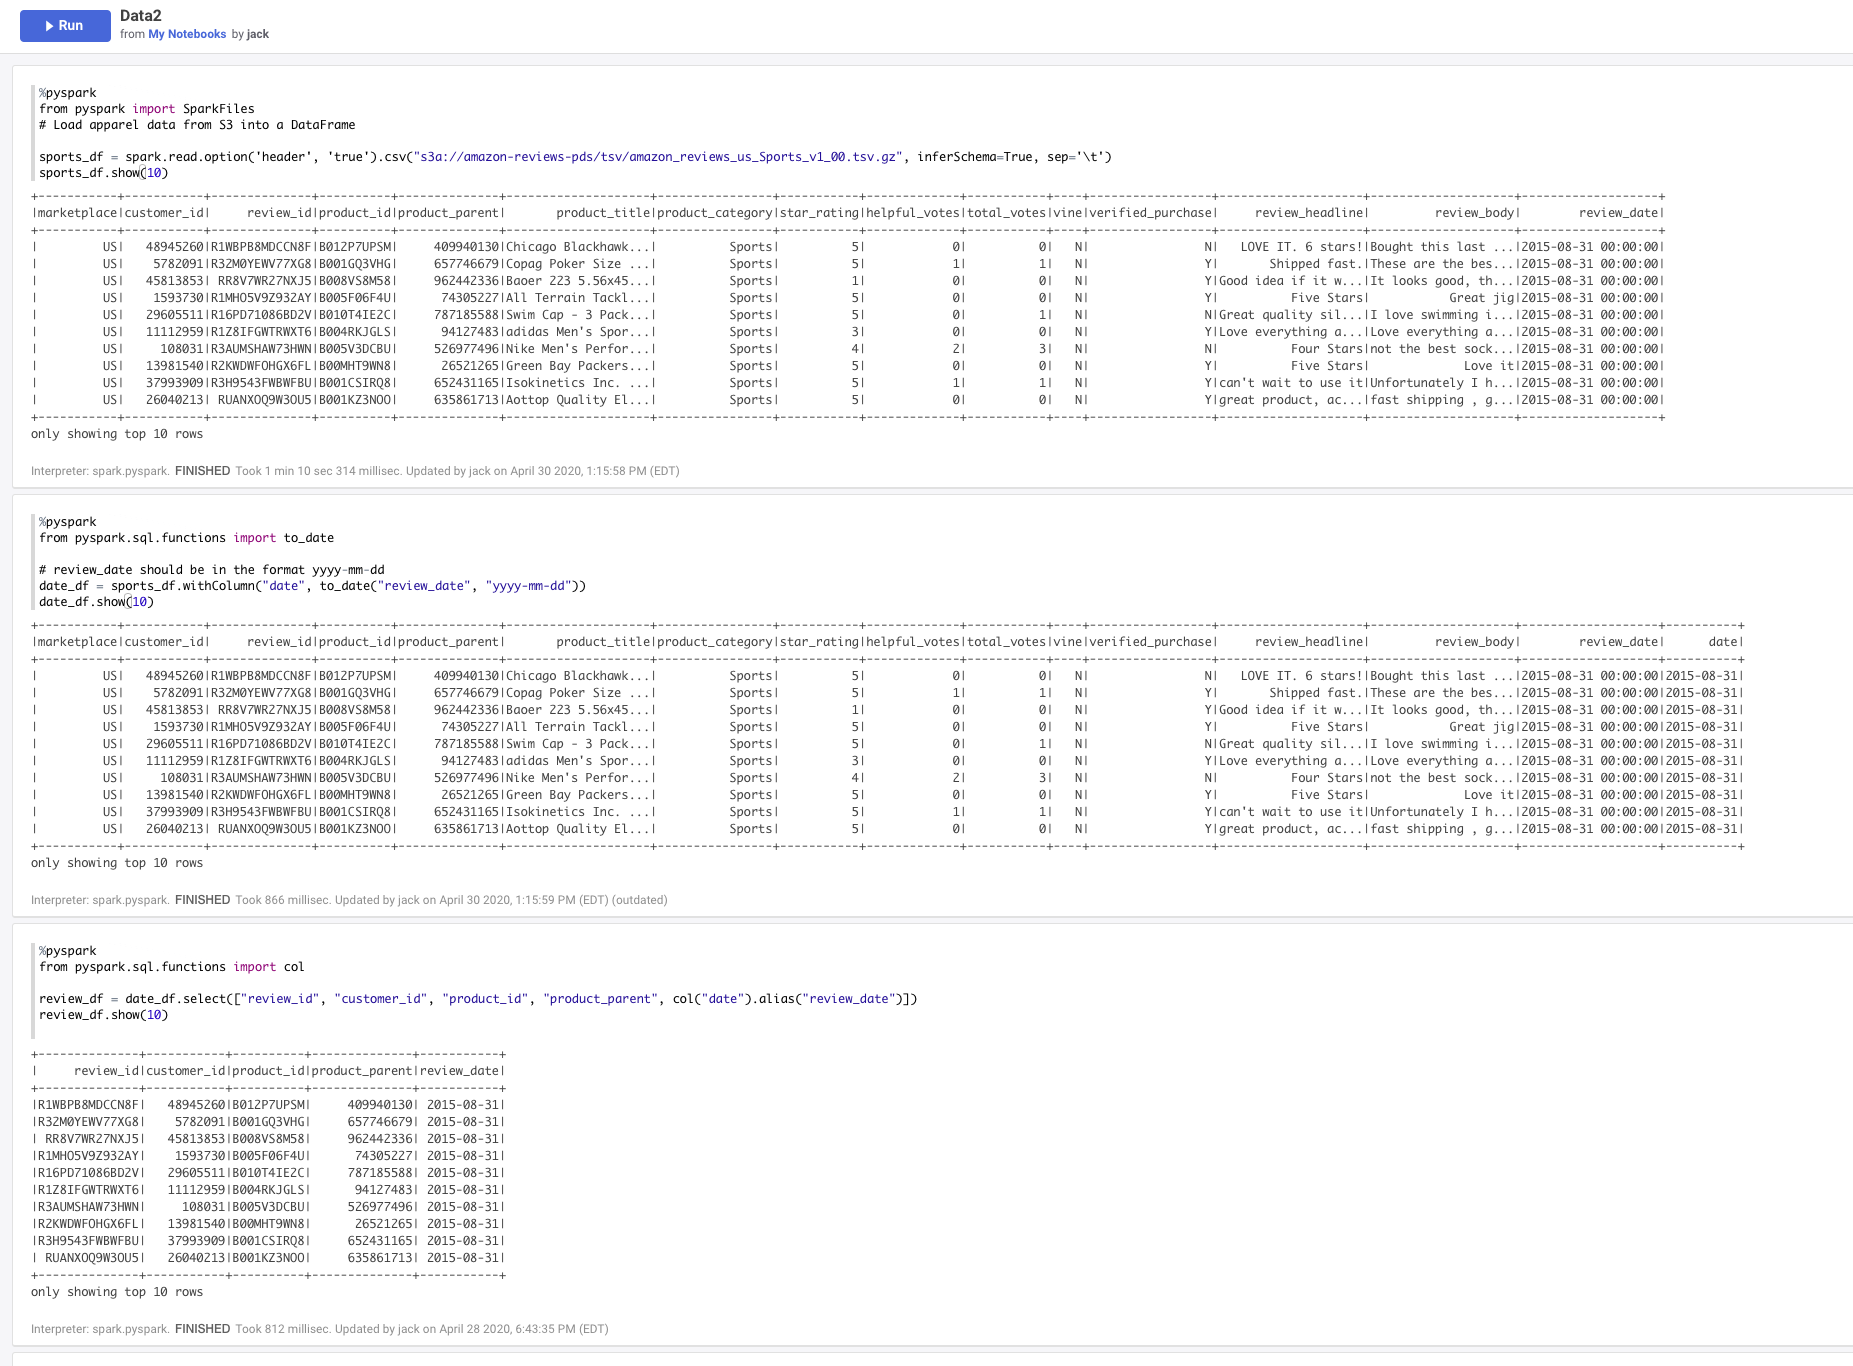 Run
Data2
from My Notebooks by jack
%pyspark
from pyspark import SparkFiles
# Load apparel data from S3 into a DataFrame
sports_df = spark.read.option('header', 'true').csv("s3a://amazon-reviews-pds/tsv/amazon_reviews_us_Sports_v1_00.tsv.gz", inferSchema=True, sep='\t')
sports_df.show(10)
+-----------+-----------+--------------+----------+--------------+--------------------+----------------+-----------+-------------+-----------+----+-----------------+--------------------+--------------------+-------------------+
|marketplace|customer_id|     review_id|product_id|product_parent|       product_title|product_category|star_rating|helpful_votes|total_votes|vine|verified_purchase|     review_headline|         review_body|        review_date|
+-----------+-----------+--------------+----------+--------------+--------------------+----------------+-----------+-------------+-----------+----+-----------------+--------------------+--------------------+-------------------+
|         US|   48945260|R1WBPB8MDCCN8F|B012P7UPSM|     409940130|Chicago Blackhawk...|          Sports|          5|            0|          0|   N|                N|   LOVE IT. 6 stars!|Bought this last ...|2015-08-31 00:00:00|
|         US|    5782091|R32M0YEWV77XG8|B001GQ3VHG|     657746679|Copag Poker Size ...|          Sports|          5|            1|          1|   N|                Y|       Shipped fast.|These are the bes...|2015-08-31 00:00:00|
|         US|   45813853| RR8V7WR27NXJ5|B008VS8M58|     962442336|Baoer 223 5.56x45...|          Sports|          1|            0|          0|   N|                Y|Good idea if it w...|It looks good, th...|2015-08-31 00:00:00|
|         US|    1593730|R1MHO5V9Z932AY|B005F06F4U|      74305227|All Terrain Tackl...|          Sports|          5|            0|          0|   N|                Y|          Five Stars|           Great jig|2015-08-31 00:00:00|
|         US|   29605511|R16PD71086BD2V|B010T4IE2C|     787185588|Swim Cap - 3 Pack...|          Sports|          5|            0|          1|   N|                N|Great quality sil...|I love swimming i...|2015-08-31 00:00:00|
|         US|   11112959|R1Z8IFGWTRWXT6|B004RKJGLS|      94127483|adidas Men's Spor...|          Sports|          3|            0|          0|   N|                Y|Love everything a...|Love everything a...|2015-08-31 00:00:00|
|         US|     108031|R3AUMSHAW73HWN|B005V3DCBU|     526977496|Nike Men's Perfor...|          Sports|          4|            2|          3|   N|                N|          Four Stars|not the best sock...|2015-08-31 00:00:00|
|         US|   13981540|R2KWDWFOHGX6FL|B00MHT9WN8|      26521265|Green Bay Packers...|          Sports|          5|            0|          0|   N|                Y|          Five Stars|             Love it|2015-08-31 00:00:00|
|         US|   37993909|R3H9543FWBWFBU|B001CSIRQ8|     652431165|Isokinetics Inc. ...|          Sports|          5|            1|          1|   N|                Y|can't wait to use it|Unfortunately I h...|2015-08-31 00:00:00|
|         US|   26040213| RUANXOQ9W3OU5|B001KZ3NOO|     635861713|Aottop Quality El...|          Sports|          5|            0|          0|   N|                Y|great product, ac...|fast shipping , g...|2015-08-31 00:00:00|
+-----------+-----------+--------------+----------+--------------+--------------------+----------------+-----------+-------------+-----------+----+-----------------+--------------------+--------------------+-------------------+
only showing top 10 rows
Interpreter: spark.pyspark. FINISHED Took 1 min 10 sec 314 millisec. Updated by jack on April 30 2020, 1:15:58 PM (EDT)
%pyspark
from pyspark.sql.functions import to_date
# review_date should be in the format yyyy-mm-dd
date_df = sports_df.withColumn("date", to_date("review_date", "yyyy-mm-dd"))
date_df.show(10)
+-----------+-----------+--------------+----------+--------------+--------------------+----------------+-----------+-------------+-----------+----+-----------------+--------------------+--------------------+-------------------+----------+
|marketplace|customer_id|     review_id|product_id|product_parent|       product_title|product_category|star_rating|helpful_votes|total_votes|vine|verified_purchase|     review_headline|         review_body|        review_date|      date|
+-----------+-----------+--------------+----------+--------------+--------------------+----------------+-----------+-------------+-----------+----+-----------------+--------------------+--------------------+-------------------+----------+
|         US|   48945260|R1WBPB8MDCCN8F|B012P7UPSM|     409940130|Chicago Blackhawk...|          Sports|          5|            0|          0|   N|                N|   LOVE IT. 6 stars!|Bought this last ...|2015-08-31 00:00:00|2015-08-31|
|         US|    5782091|R32M0YEWV77XG8|B001GQ3VHG|     657746679|Copag Poker Size ...|          Sports|          5|            1|          1|   N|                Y|       Shipped fast.|These are the bes...|2015-08-31 00:00:00|2015-08-31|
|         US|   45813853| RR8V7WR27NXJ5|B008VS8M58|     962442336|Baoer 223 5.56x45...|          Sports|          1|            0|          0|   N|                Y|Good idea if it w...|It looks good, th...|2015-08-31 00:00:00|2015-08-31|
|         US|    1593730|R1MHO5V9Z932AY|B005F06F4U|      74305227|All Terrain Tackl...|          Sports|          5|            0|          0|   N|                Y|          Five Stars|           Great jig|2015-08-31 00:00:00|2015-08-31|
|         US|   29605511|R16PD71086BD2V|B010T4IE2C|     787185588|Swim Cap - 3 Pack...|          Sports|          5|            0|          1|   N|                N|Great quality sil...|I love swimming i...|2015-08-31 00:00:00|2015-08-31|
|         US|   11112959|R1Z8IFGWTRWXT6|B004RKJGLS|      94127483|adidas Men's Spor...|          Sports|          3|            0|          0|   N|                Y|Love everything a...|Love everything a...|2015-08-31 00:00:00|2015-08-31|
|         US|     108031|R3AUMSHAW73HWN|B005V3DCBU|     526977496|Nike Men's Perfor...|          Sports|          4|            2|          3|   N|                N|          Four Stars|not the best sock...|2015-08-31 00:00:00|2015-08-31|
|         US|   13981540|R2KWDWFOHGX6FL|B00MHT9WN8|      26521265|Green Bay Packers...|          Sports|          5|            0|          0|   N|                Y|          Five Stars|             Love it|2015-08-31 00:00:00|2015-08-31|
|         US|   37993909|R3H9543FWBWFBU|B001CSIRQ8|     652431165|Isokinetics Inc. ...|          Sports|          5|            1|          1|   N|                Y|can't wait to use it|Unfortunately I h...|2015-08-31 00:00:00|2015-08-31|
|         US|   26040213| RUANXOQ9W3OU5|B001KZ3NOO|     635861713|Aottop Quality El...|          Sports|          5|            0|          0|   N|                Y|great product, ac...|fast shipping , g...|2015-08-31 00:00:00|2015-08-31|
+-----------+-----------+--------------+----------+--------------+--------------------+----------------+-----------+-------------+-----------+----+-----------------+--------------------+--------------------+-------------------+----------+
only showing top 10 rows
Interpreter: spark.pyspark. FINISHED Took 866 millisec. Updated by jack on April 30 2020, 1:15:59 PM (EDT) (outdated)
%pyspark
from pyspark.sql.functions import col
review_df = date_df.select(["review_id", "customer_id", "product_id", "product_parent", col("date").alias("review_date")])
review_df.show(10)
+--------------+-----------+----------+--------------+-----------+
|     review_id|customer_id|product_id|product_parent|review_date|
+--------------+-----------+----------+--------------+-----------+
|R1WBPB8MDCCN8F|   48945260|B012P7UPSM|     409940130| 2015-08-31|
|R32M0YEWV77XG8|    5782091|B001GQ3VHG|     657746679| 2015-08-31|
| RR8V7WR27NXJ5|   45813853|B008VS8M58|     962442336| 2015-08-31|
|R1MHO5V9Z932AY|    1593730|B005F06F4U|      74305227| 2015-08-31|
|R16PD71086BD2V|   29605511|B010T4IE2C|     787185588| 2015-08-31|
|R1Z8IFGWTRWXT6|   11112959|B004RKJGLS|      94127483| 2015-08-31|
|R3AUMSHAW73HWN|     108031|B005V3DCBU|     526977496| 2015-08-31|
|R2KWDWFOHGX6FL|   13981540|B00MHT9WN8|      26521265| 2015-08-31|
|R3H9543FWBWFBU|   37993909|B001CSIRQ8|     652431165| 2015-08-31|
| RUANXOQ9W3OU5|   26040213|B001KZ3NOO|     635861713| 2015-08-31|
+--------------+-----------+----------+--------------+-----------+
only showing top 10 rows
Interpreter: spark.pyspark. FINISHED Took 812 millisec. Updated by jack on April 28 2020, 6:43:35 PM (EDT)